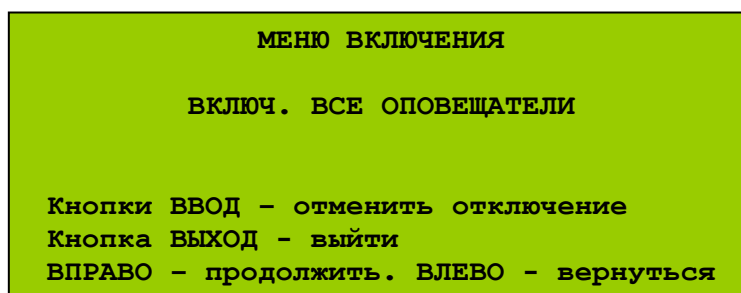 МЕНЮ ВКЛЮЧЕНИЯ
ВКЛЮЧ. ВСЕ ОПОВЕЩАТЕЛИ
Кнопки ВВОД – отменить отключение
Кнопка ВЫХОД - выйти
ВПРАВО – продолжить. ВЛЕВО - вернуться